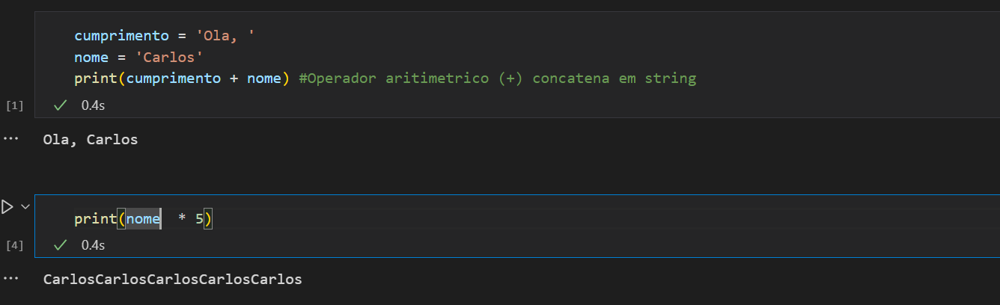 cumprimento = 'Ola, '
nome = 'Carlos'
print(cumprimento + nome) #Operador aritimetrico (+) concatena em string
[1] 0.4s
Ola, Carlos
print(nome  * 5)
[4] 0.4s
CarlosCarlosCarlosCarlosCarlos